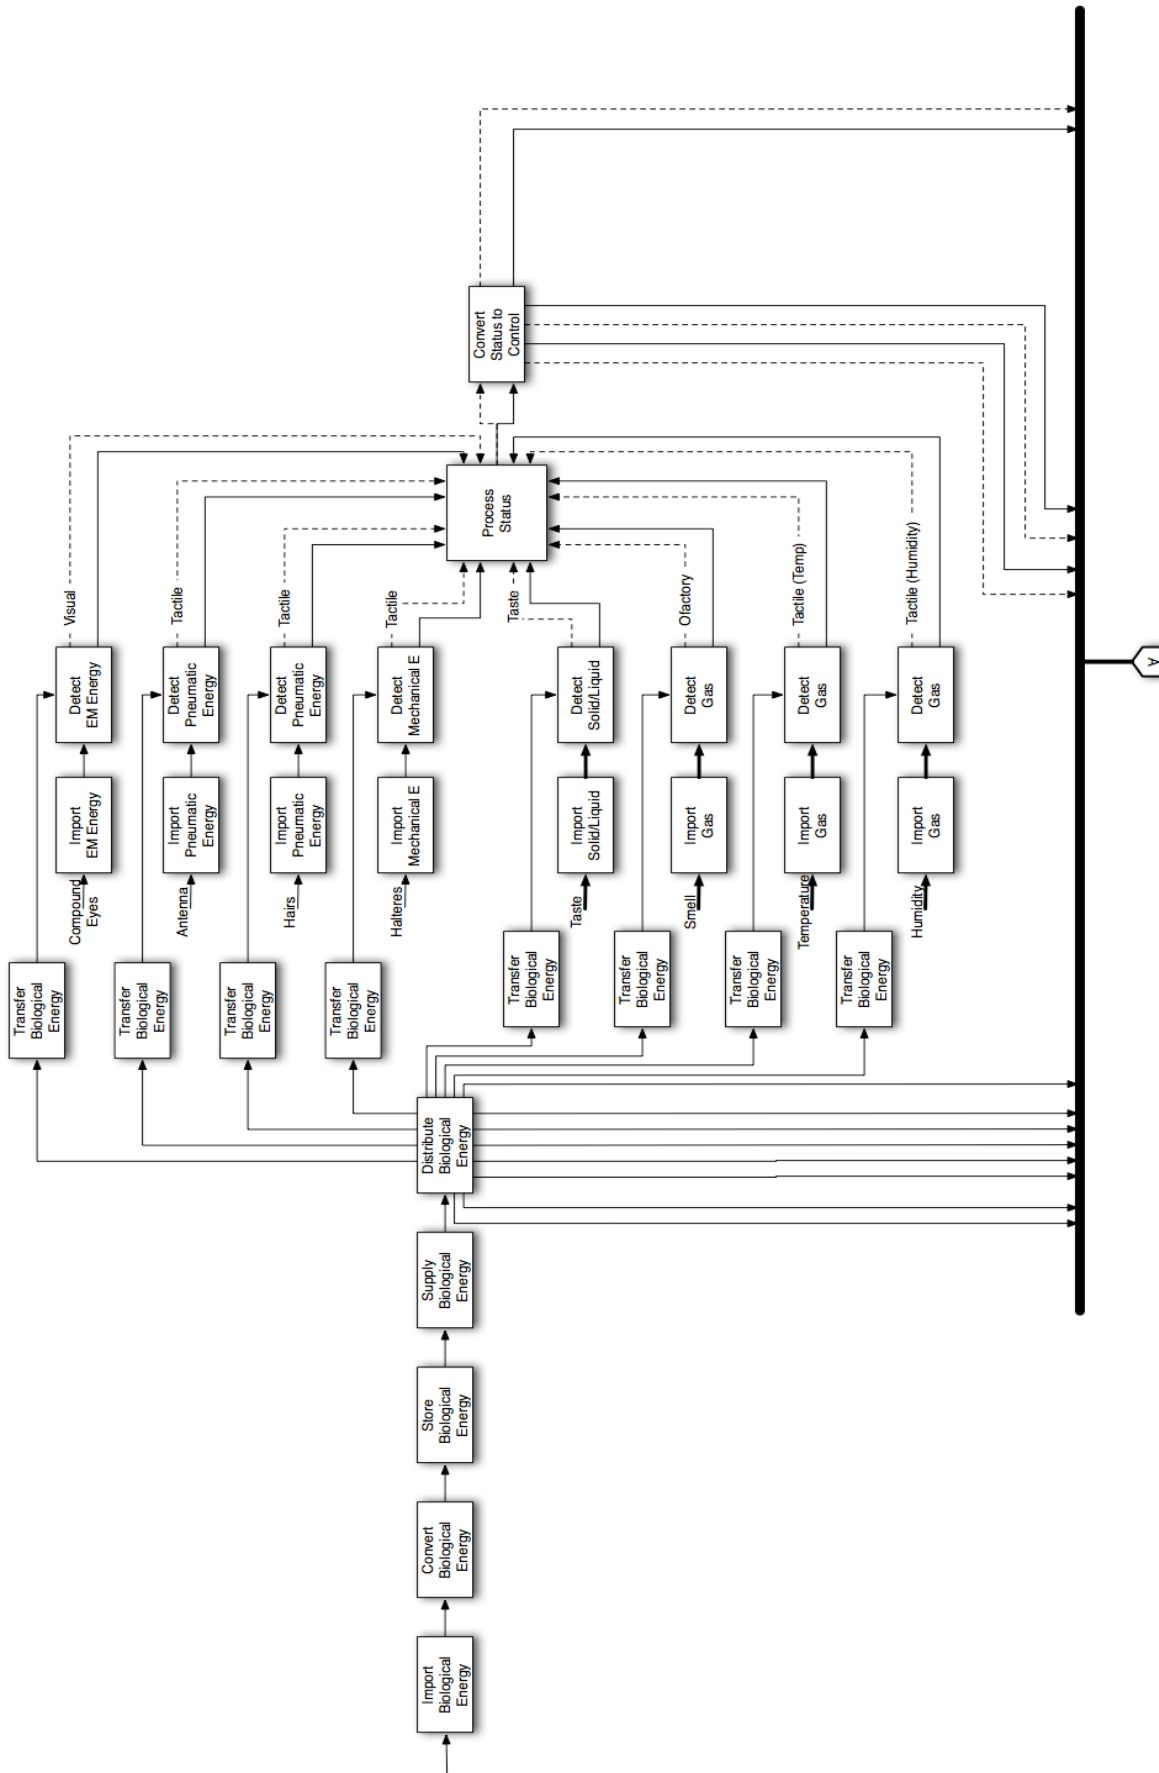 Transfer
Biological
Energy
Compound
Eyes
Import
EM Energy
Detect
EM Energy
Visual
Transfer
Biological
Energy
Antenna
Import
Pneumatic
Energy
Detect
Pneumatic
Energy
Tactile
Transfer
Biological
Energy
Hairs
Import
Pneumatic
Energy
Detect
Pneumatic
Energy
Tactile
Transfer
Biological
Energy
Halteres
Import
Mechanical E
Detect
Mechanical E
Tactile
Import
Biological
Energy
Convert
Biological
Energy
Store
Biological
Energy
Supply
Biological
Energy
Distribute
Biological
Energy
Process
Status
Convert
Status to
Control
Transfer
Biological
Energy
Taste
Import
Solid/Liquid
Detect
Solid/Liquid
Taste
Transfer
Biological
Energy
Smell
Import
Gas
Detect
Gas
Ofactory
Transfer
Biological
Energy
Temperature
Import
Gas
Detect
Gas
Tactile (Temp)
Transfer
Biological
Energy
Humidity
Import
Gas
Detect
Gas
Tactile (Humidity)
A